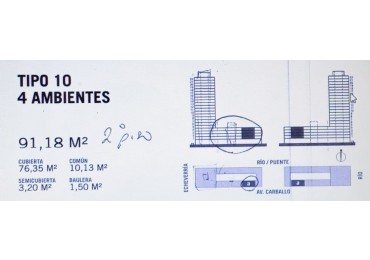 TIPO 10
4 AMBIENTES
91,18 M² 2º piso
CUBIERTA COMÚN
76,35 M² 10,13 M²
SEMICUBIERTA BAULERA
3,20 M² 1,50 M²
RÍO / PUENTE
ECHEVERRÍA
RÍO
AV. CARBALLO